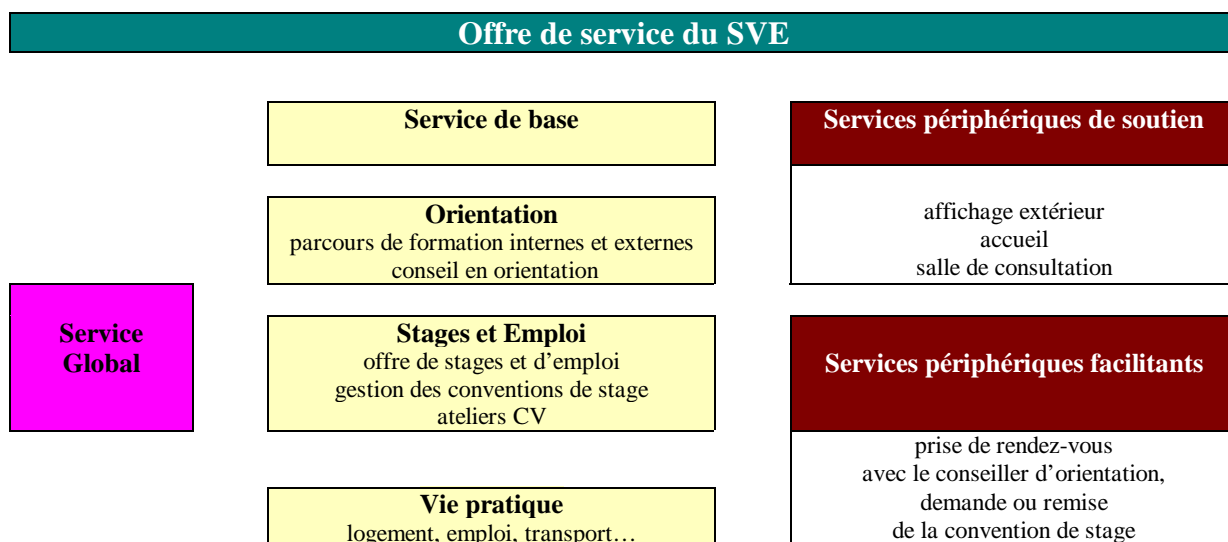 Offre de service du SVE
Service de base
Orientation
parcours de formation internes et externes
conseil en orientation
Service
Global
Stages et Emploi
offre de stages et d’emploi
gestion des conventions de stage
ateliers CV
Vie pratique
logement, emploi, transport…
Services périphériques de soutien
affichage extérieur
accueil
salle de consultation
Services périphériques facilitants
prise de rendez-vous
avec le conseiller d’orientation,
demande ou remise
de la convention de stage